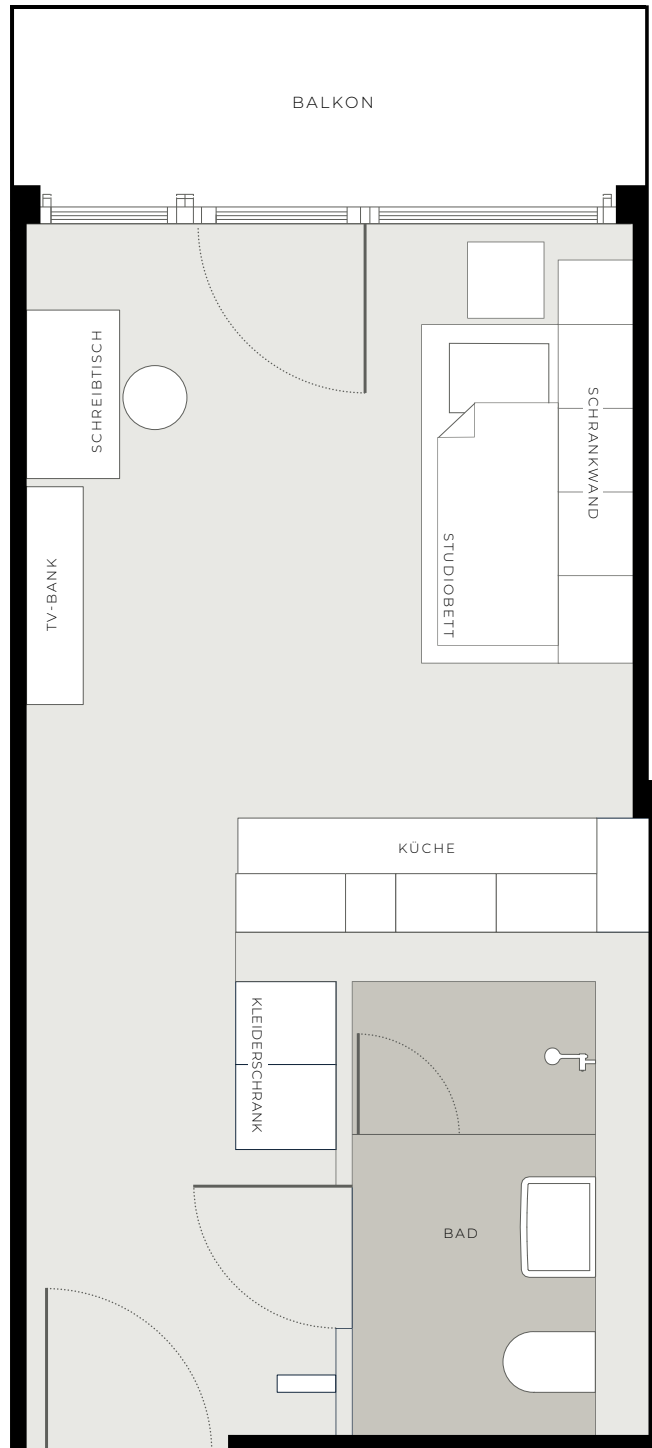 BALKON
SCHREIBTISCH
SCHRANKWAND
TV-BANK
STUDIOBETT
KÜCHE
KLEIDERSCHRANK
BAD